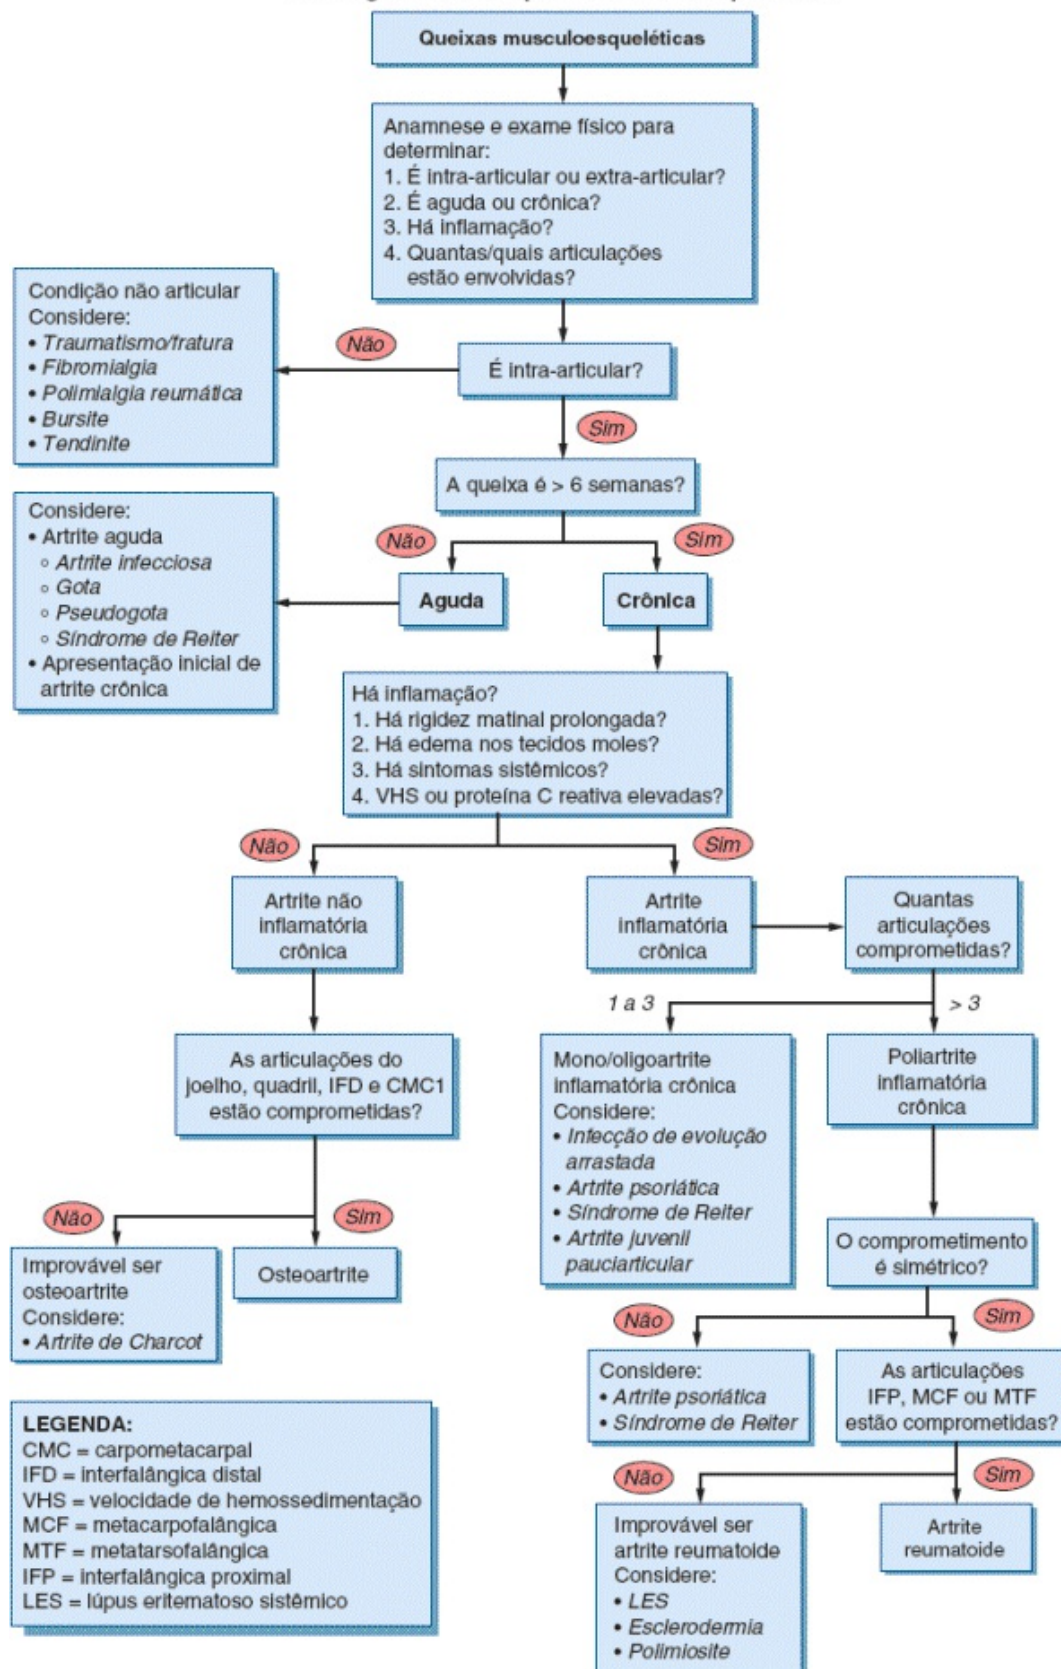 Queixas musculoesqueléticas
Anamnese e exame físico para
determinar:
1. É intra-articular ou extra-articular?
2. É aguda ou crônica?
3. Há inflamação?
4. Quantas/quais articulações
estão envolvidas?
Condição não articular
Considere:
• Traumatismo/fratura
• Fibromialgia
• Polimialgia reumática
• Bursite
• Tendinite
Não
É intra-articular?
Sim
A queixa é > 6 semanas?
Considere:
• Artrite aguda
○ Artrite infecciosa
○ Gota
○ Pseudogota
○ Síndrome de Reiter
• Apresentação inicial de
artrite crônica
Não
Sim
Aguda
Crônica
Há inflamação?
1. Há rigidez matinal prolongada?
2. Há edema nos tecidos moles?
3. Há sintomas sistêmicos?
4. VHS ou proteína C reativa elevadas?
Não
Sim
Artrite não
inflamatória
crônica
Artrite
inflamatória
crônica
Quantas
articulações
comprometidas?
1 a 3
> 3
As articulações do
joelho, quadril, IFD e CMC1
estão comprometidas?
Mono/oligoartrite
inflamatória crônica
Considere:
• Infecção de evolução
arrastada
• Artrite psoriática
• Síndrome de Reiter
• Artrite juvenil
pauciarticular
Poliartrite
inflamatória
crônica
Não
Sim
Improvável ser
osteoartrite
Considere:
• Artrite de Charcot
Osteoartrite
O comprometimento
é simétrico?
Não
Sim
Considere:
• Artrite psoriática
• Síndrome de Reiter
As articulações
IFP, MCF ou MTF
estão comprometidas?
Não
Sim
Improvável ser
artrite reumatoide
Considere:
• LES
• Esclerodermia
• Polimiosite
Artrite
reumatoide
LEGENDA:
CMC = carpometacarpal
IFD = interfalângica distal
VHS = velocidade de hemossedimentação
MCF = metacarpofalângica
MTF = metatarsofalângica
IFP = interfalângica proximal
LES = lúpus eritematoso sistêmico